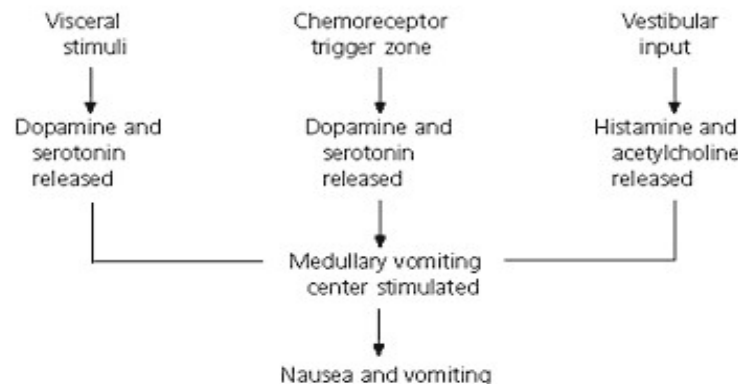 Visceral
stimuli
Chemoreceptor
trigger zone
Vestibular
input
Dopamine and
serotonin
released
Dopamine and
serotonin
released
Histamine and
acetylcholine
released
Medullary vomiting
center stimulated
Nausea and vomiting